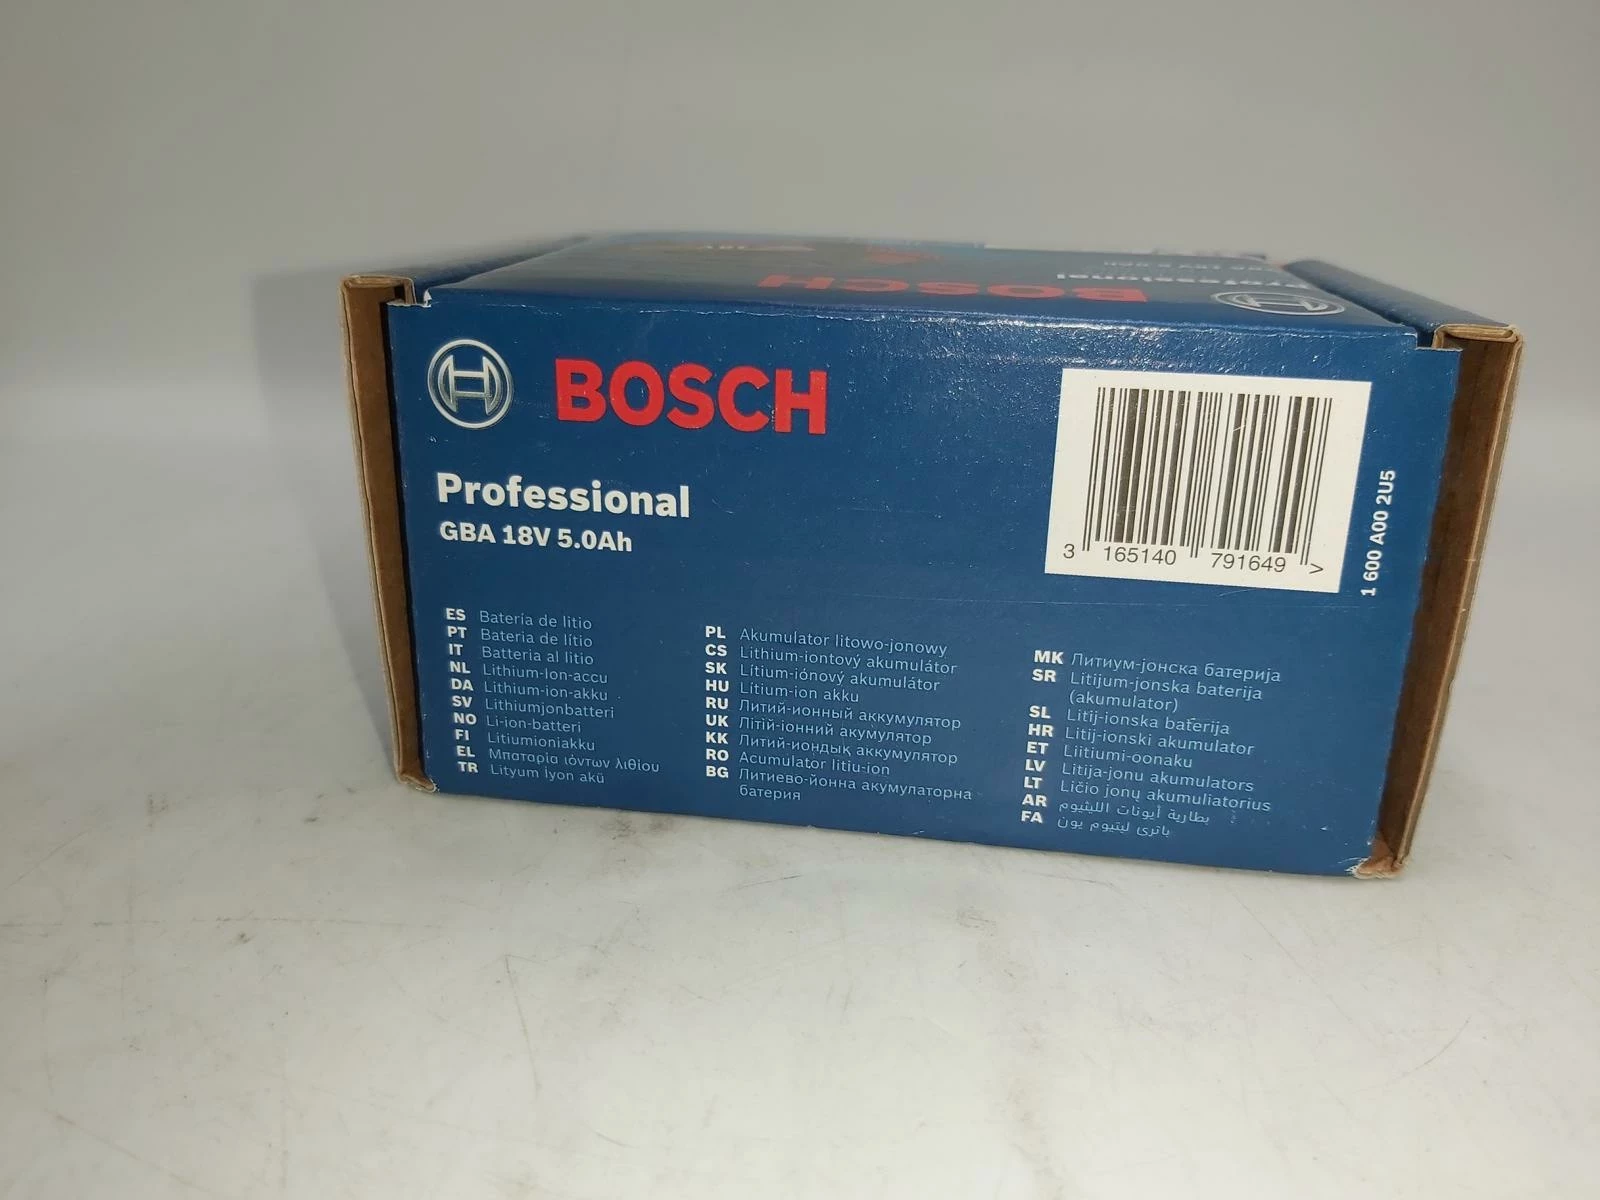 BOSCH
Professional
BOSCH
Professional
GBA 18V 5.0Ah
3 165140 791649 >
1 600 A00 2U5
ES Batería de litio
PT Bateria de lítio
IT Batteria al litio
NL Lithium-Ion-accu
DA Lithium-ion-akku
SV Lithiumjonbatteri
NO Li-ion-batteri
FI Litiumioniakku
EL Μπαταρία ιόντων λιθίου
TR Lityum Iyon akü
PL Akumulator litowo-jonowy
CS Lithium-iontový akumulátor
SK Lítium-iónový akumulátor
HU Lítium-ion akku
RU Литий-ионный аккумулятор
UK Літій-іонний акумулятор
KK Литий-иондық аккумулятор
RO Acumulator litiu-ion
BG Литиево-йонна акумулаторна
батерия
MK Литиум-јонска батерија
SR Litijum-jonska baterija
(akumulator)
SL Litij-ionska baterija
HR Litij-ionski akumulator
ET Liitiumi-oonaku
LV Litija-jonu akumulators
LT Ličio jonų akumuliatorius
AR بطارية أيونات الليثيوم
FA باتری لیتیوم یون